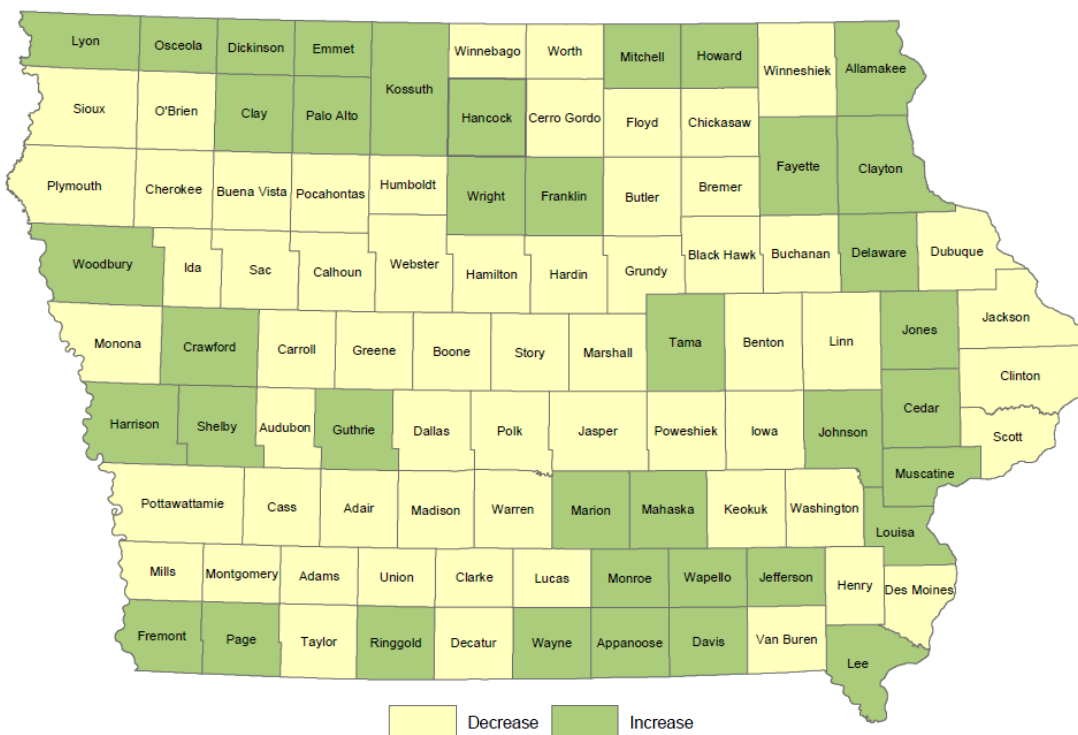 Lyon Osceola Dickinson Emmet Winnebago Worth Mitchell Howard Winneshiek Allamakee
Kossuth
Sioux O'Brien Clay Palo Alto Hancock Cerro Gordo Floyd Chickasaw
Fayette Clayton
Plymouth Cherokee Buena Vista Pocahontas Humboldt Wright Franklin Butler Bremer
Woodbury Ida Sac Calhoun Webster Hamilton Hardin Grundy Black Hawk Buchanan Delaware Dubuque
Monona Crawford Carroll Greene Boone Story Marshall Tama Benton Linn Jones Jackson
Clinton
Harrison Shelby Audubon Guthrie Dallas Polk Jasper Poweshiek Iowa Johnson Cedar Scott
Muscatine
Pottawattamie Cass Adair Madison Warren Marion Mahaska Keokuk Washington
Louisa
Mills Montgomery Adams Union Clarke Lucas Monroe Wapello Jefferson Henry Des Moines
Fremont Page Taylor Ringgold Decatur Wayne Appanoose Davis Van Buren
Lee
Decrease Increase